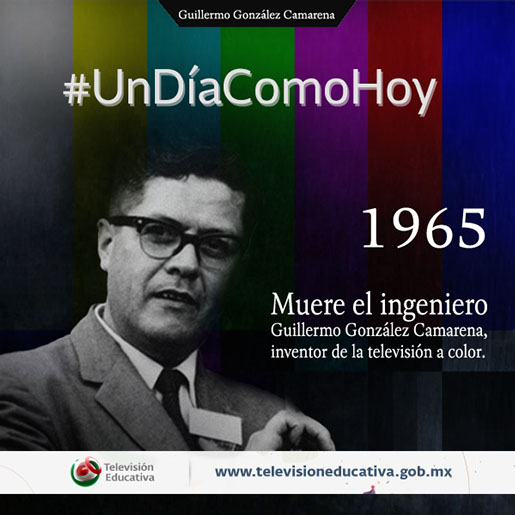 Guillermo González Camarena
#UnDíaComoHoy
1965
Muere el ingeniero
Guillermo González Camarena,
inventor de la televisión a color.
Televisión
Educativa
www.televisioneducativa.gob.mx